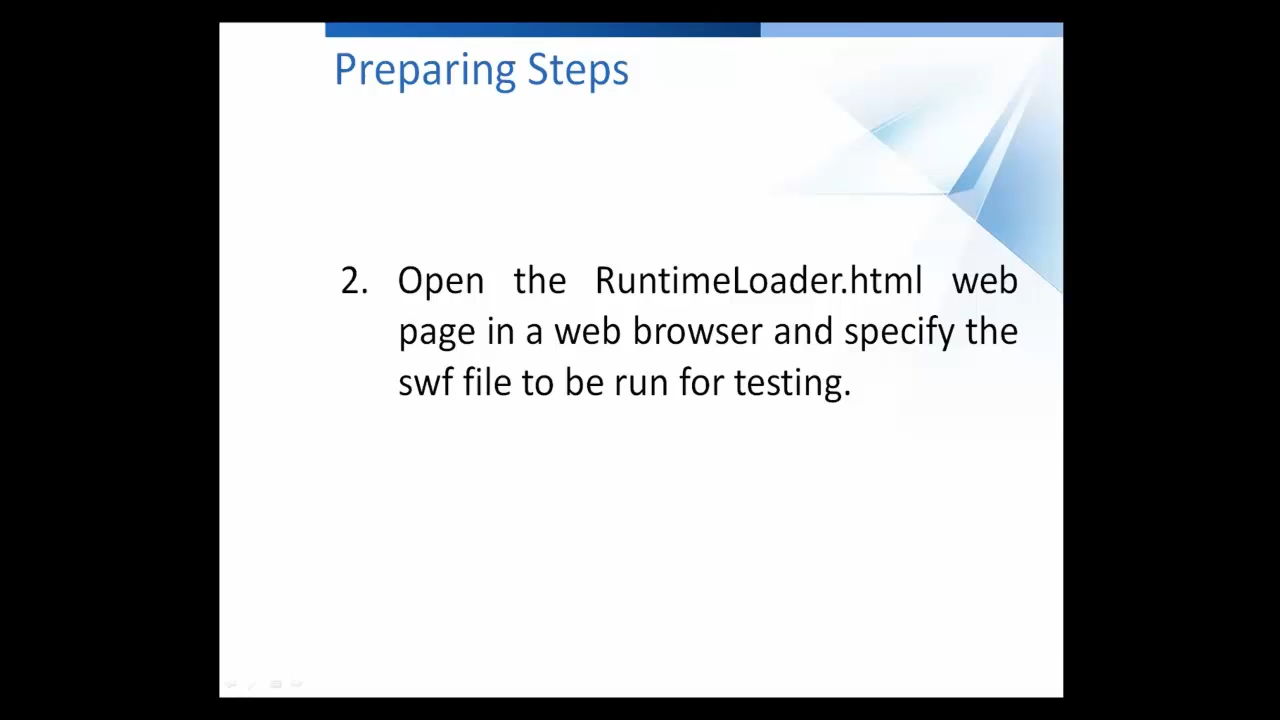 Preparing Steps
2. Open the RuntimeLoader.html web
page in a web browser and specify the
swf file to be run for testing.